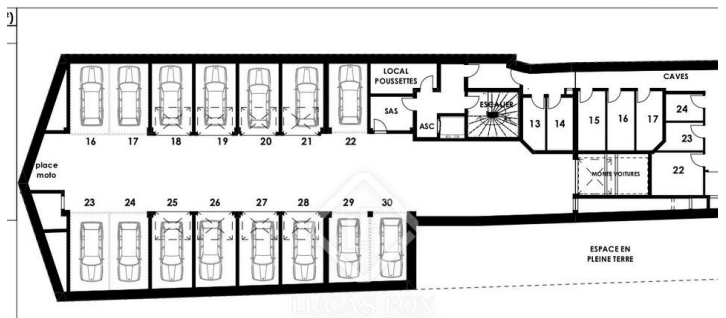 LOCAL
POUSSETTES
CAVES
SAS
ASC
ESCALIER
13 14 15 16 17 24
23
22
16 17 18 19 20 21 22
place
moto
MONTE VOITURES
23 24 25 26 27 28 29 30
ESPACE EN
PLEINE TERRE
LUCAS FOX